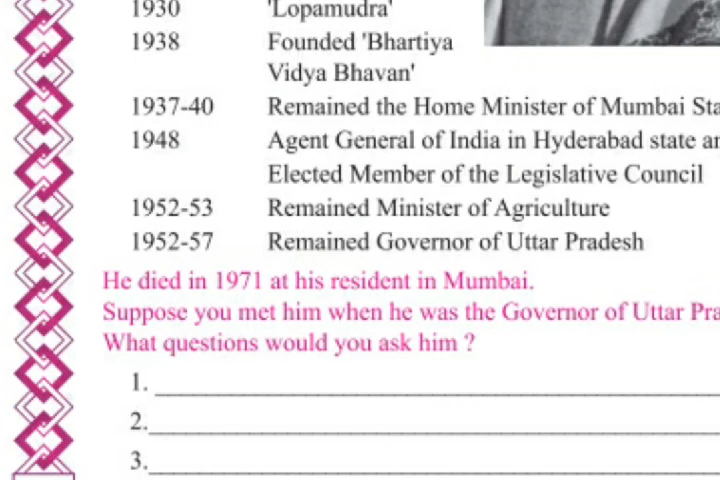 1930 'Lopamudra'
1938 Founded 'Bhartiya
Vidya Bhavan'
1937-40 Remained the Home Minister of Mumbai
1948 Agent General of India in Hyderabad state
Elected Member of the Legislative Council
1952-53 Remained Minister of Agriculture
1952-57 Remained Governor of Uttar Pradesh
He died in 1971 at his resident in Mumbai.
Suppose you met him when he was the Governor of Uttar
What questions would you ask him ?
1.
2.
3.